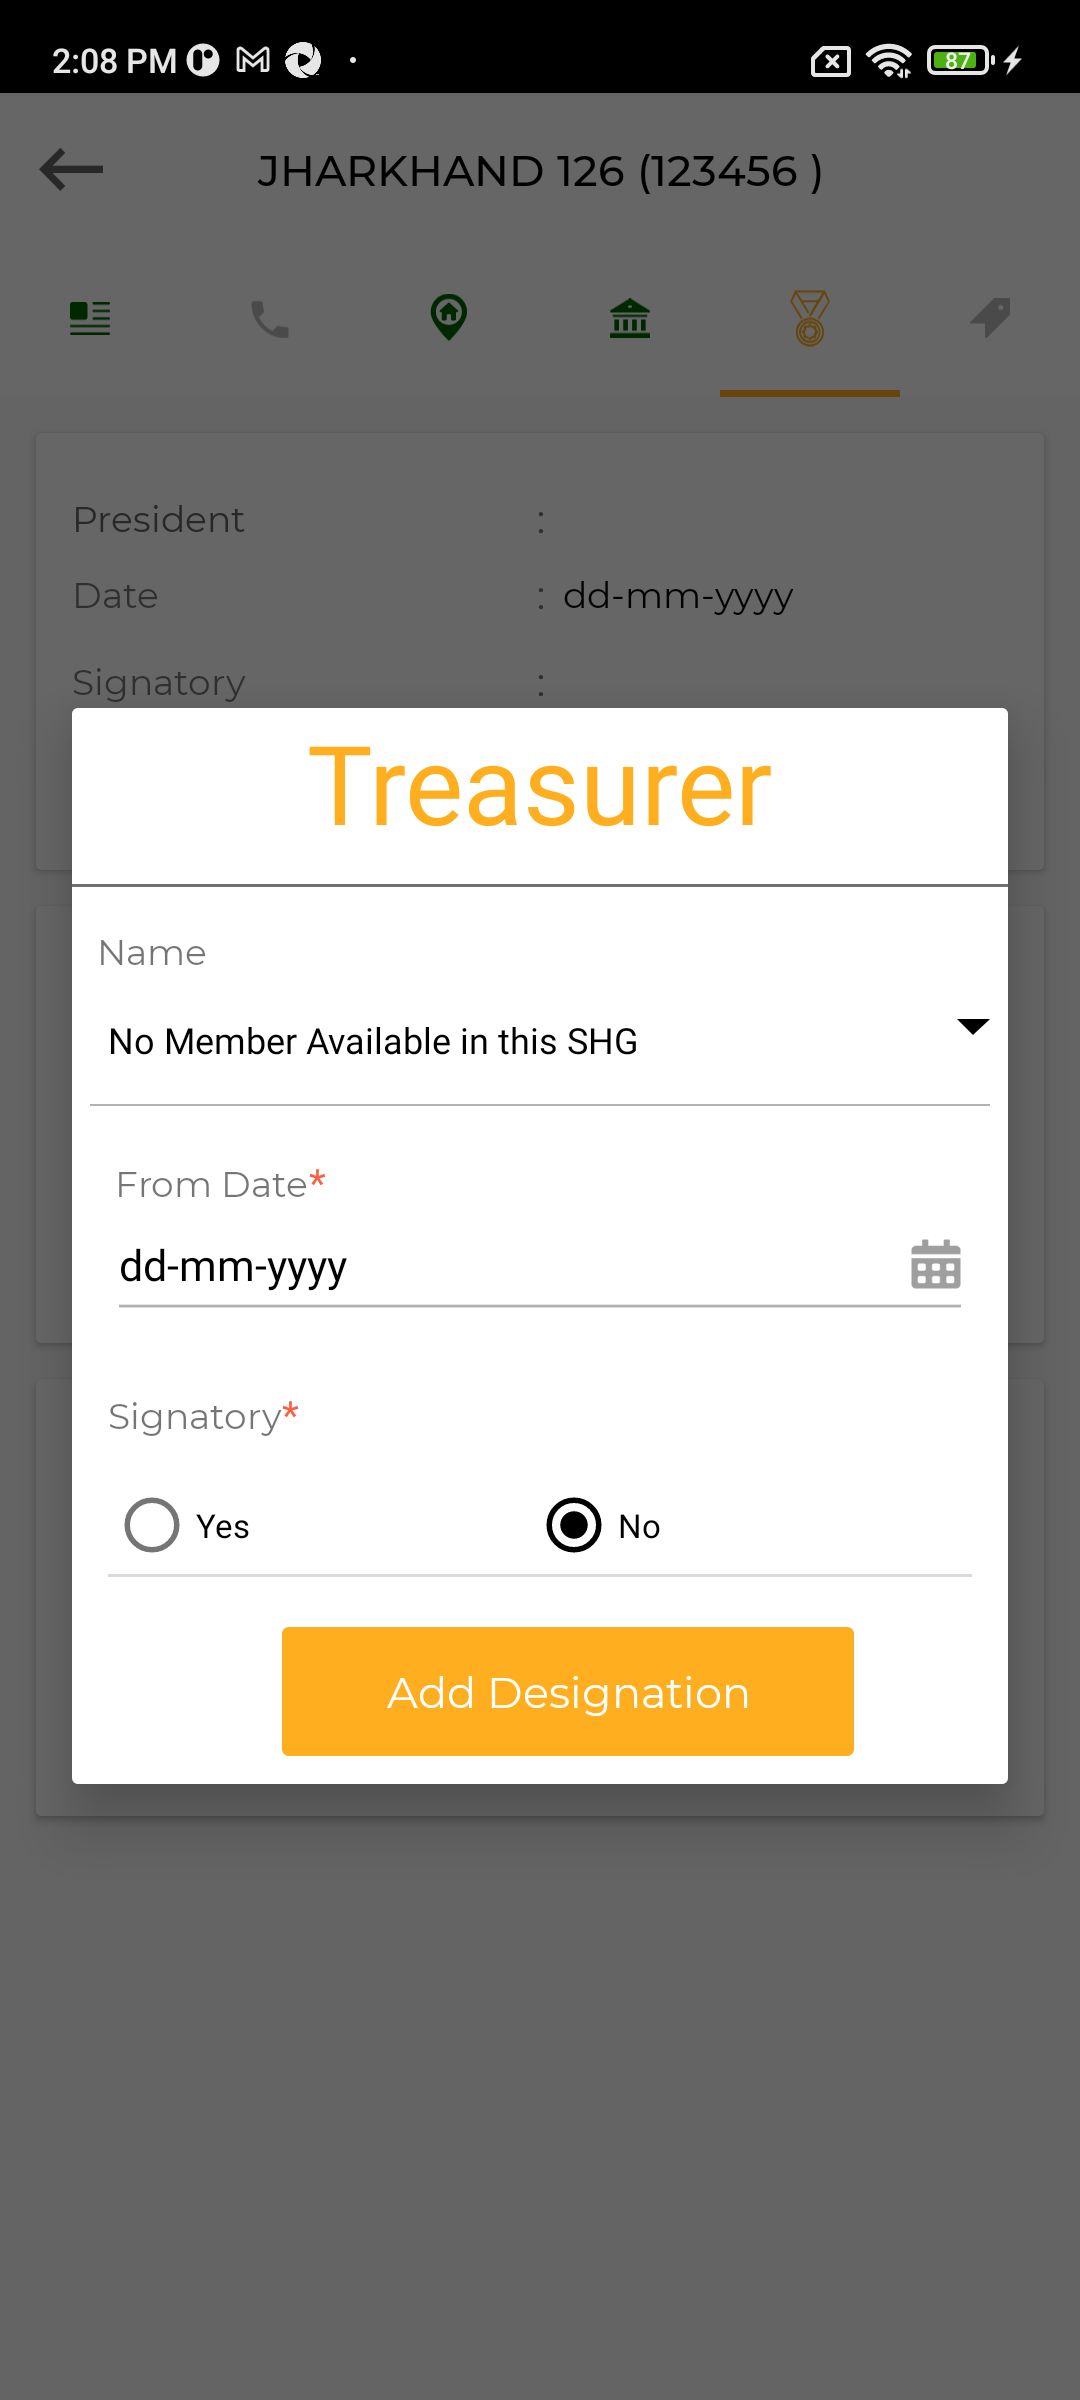 2:08 PM
87
JHARKHAND 126 (123456 )
President :
Date : dd-mm-yyyy
Signatory :
Treasurer
Name
No Member Available in this SHG
From Date*
dd-mm-yyyy
Signatory*
Yes No
Add Designation